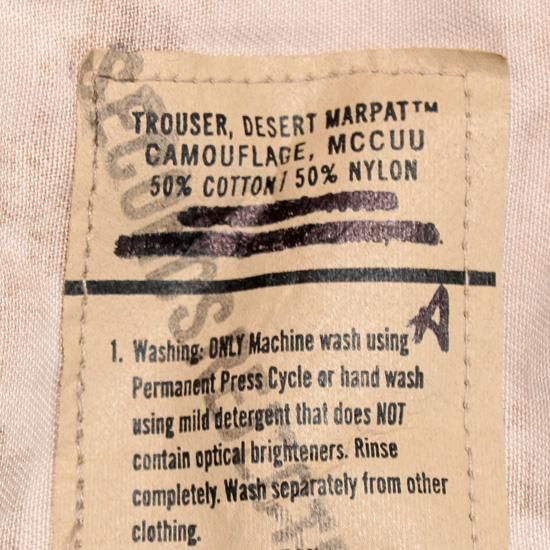 TROUSER, DESERT MARPAT™
CAMOUFLAGE, MCCUU
50% COTTON/ 50% NYLON
A
1. Washing: ONLY Machine wash using
Permanent Press Cycle or hand wash
using mild detergent that does NOT
contain optical brighteners. Rinse
completely. Wash separately from other
clothing.